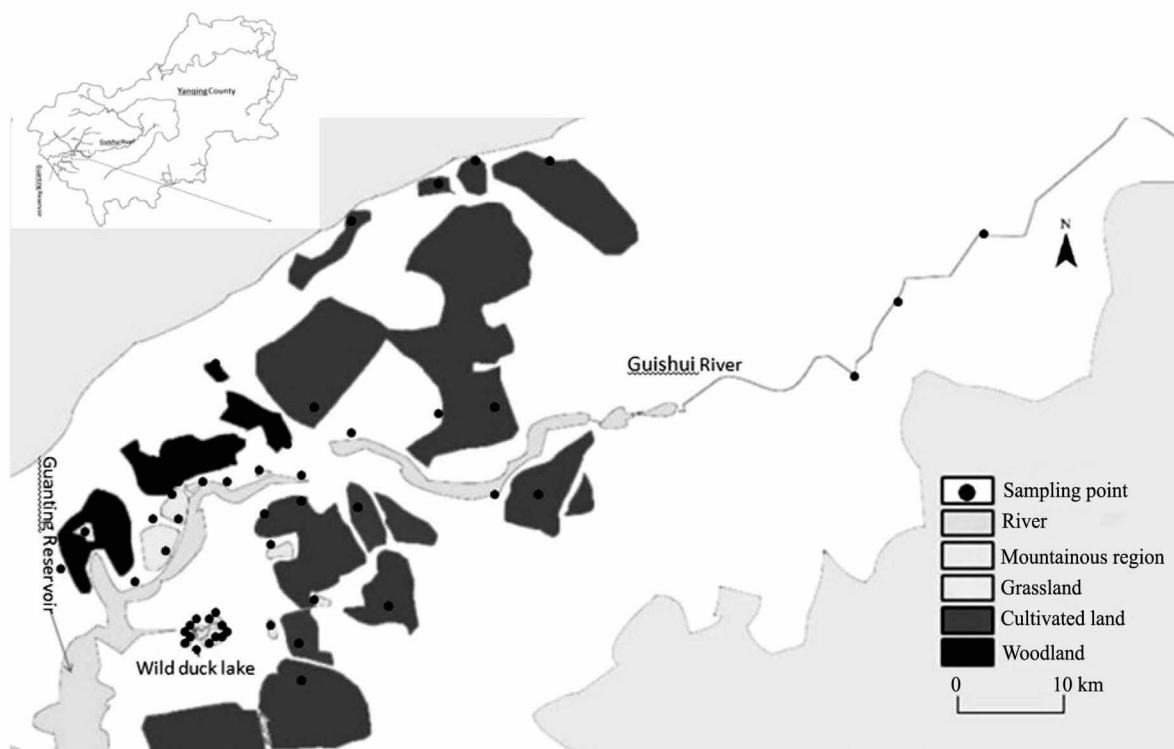 Yanqing County
Guishui River
Guanting Reservoir
N
Guishui River
Guanting Reservoir
Wild duck lake
Sampling point
River
Mountainous region
Grassland
Cultivated land
Woodland
0 10 km